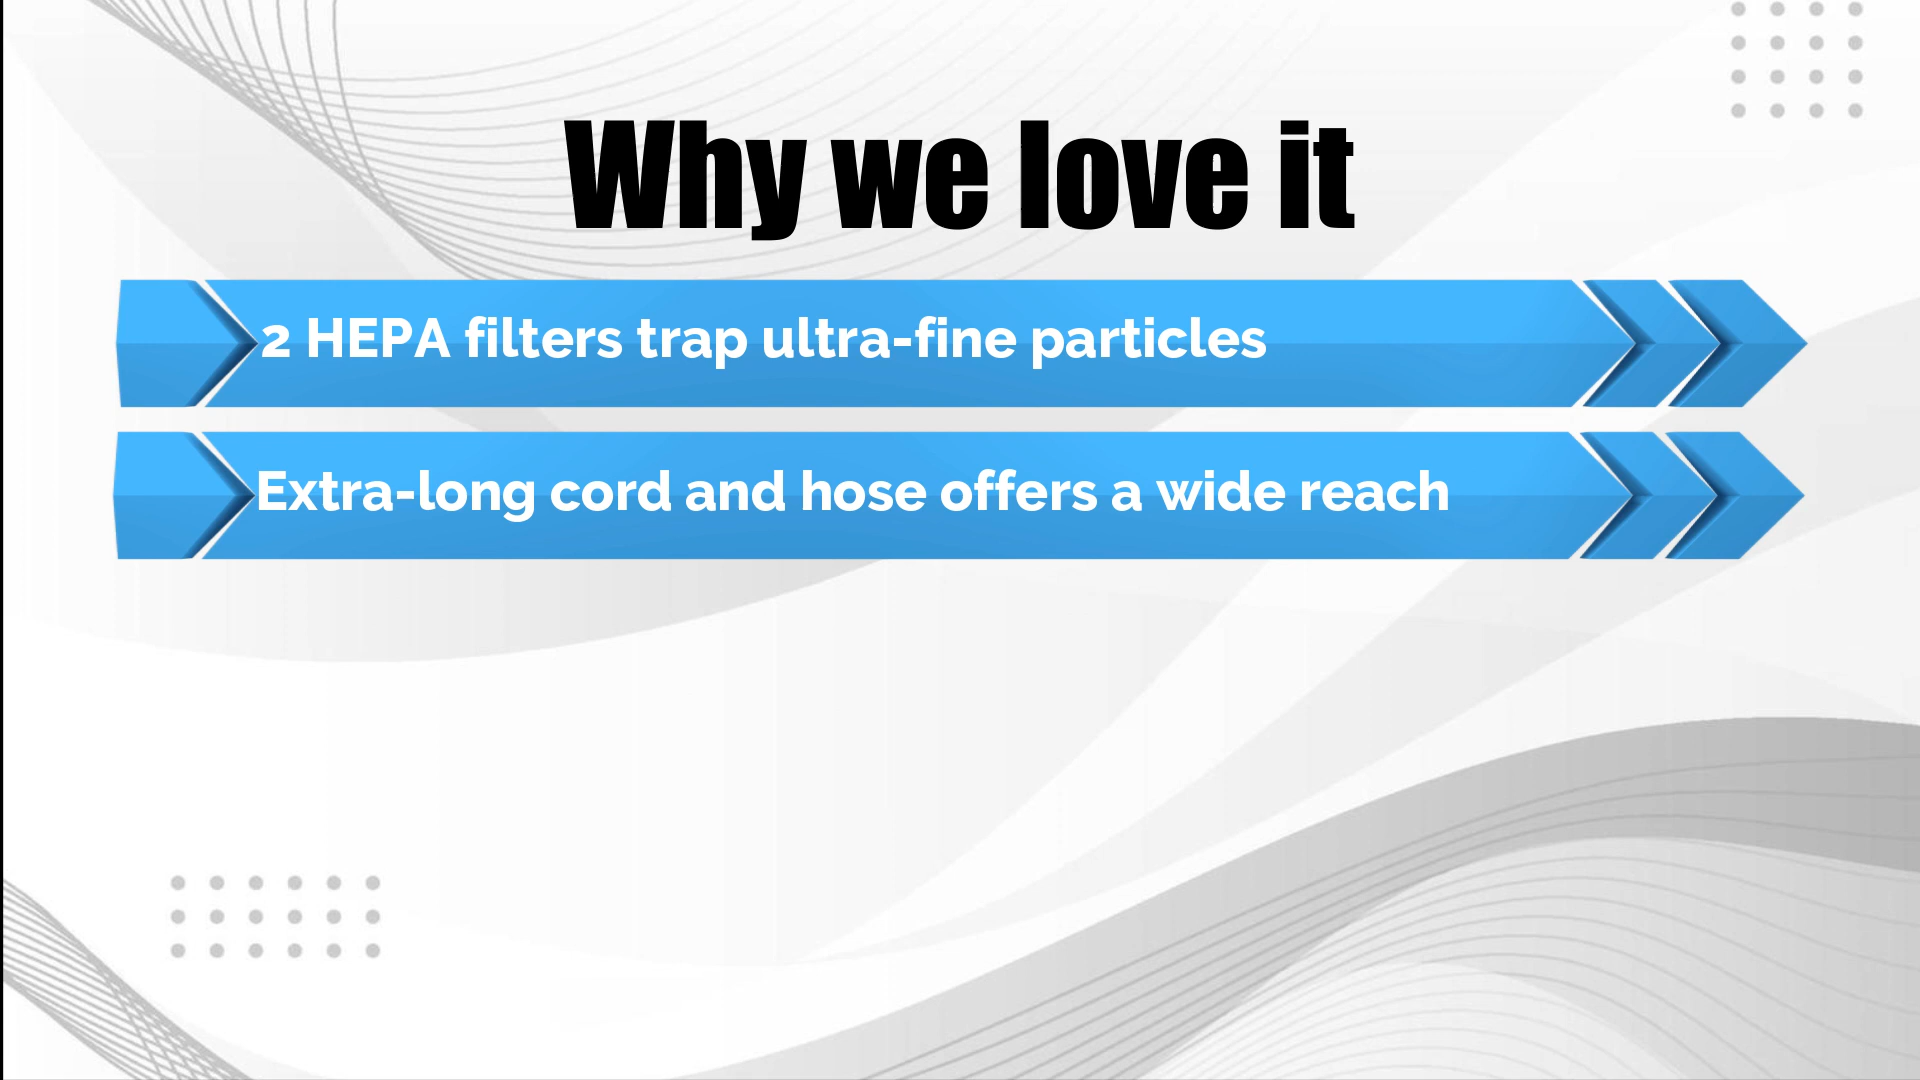 Why we love it
2 HEPA filters trap ultra-fine particles
Extra-long cord and hose offers a wide reach